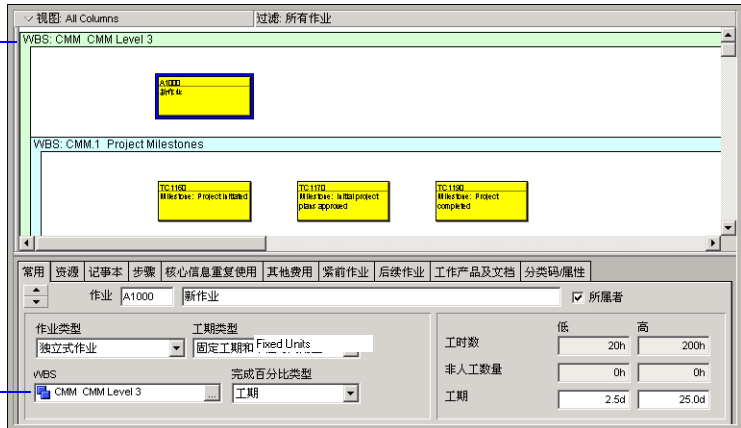 视图: All Columns 过滤: 所有作业
WBS: CMM CMM Level 3
A1000
新作业
WBS: CMM.1 Project Milestones
TC1160 TC1170 TC1190
Milestone: Project Initiated Milestone: Initial project Milestone: Project
plans approved completed
常用 资源 记事本 步骤 核心信息重复使用 其他费用 紧前作业 后续作业 工作产品及文档 分类码/属性
作业 A1000 新作业 所属者
作业类型 工期类型 低 高
独立式作业 固定工期和 Fixed Units 工时数 20h 200h
WBS 完成百分比类型 非人工数量 0h 0h
CMM CMM Level 3 ... 工期 工期 2.5d 25.0d